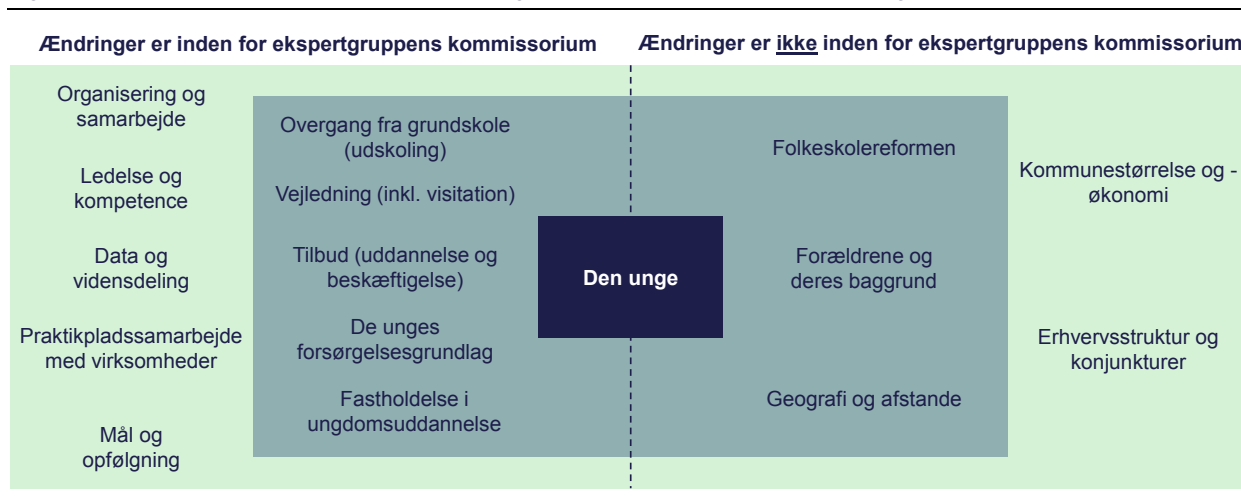 Ændringer er inden for ekspertgruppens kommissorium
Ændringer er ikke inden for ekspertgruppens kommissorium
Organisering og
samarbejde
Ledelse og
kompetence
Data og
vidensdeling
Praktikpladssamarbejde
med virksomheder
Mål og
opfølgning
Overgang fra grundskole
(udskoling)
Vejledning (inkl. visitation)
Tilbud (uddannelse og
beskæftigelse)
De unges
forsørgelsesgrundlag
Fastholdelse i
ungdomsuddannelse
Den unge
Folkeskolereformen
Forældrene og
deres baggrund
Geografi og afstande
Kommunestørrelse og -
økonomi
Erhvervsstruktur og
konjunkturer